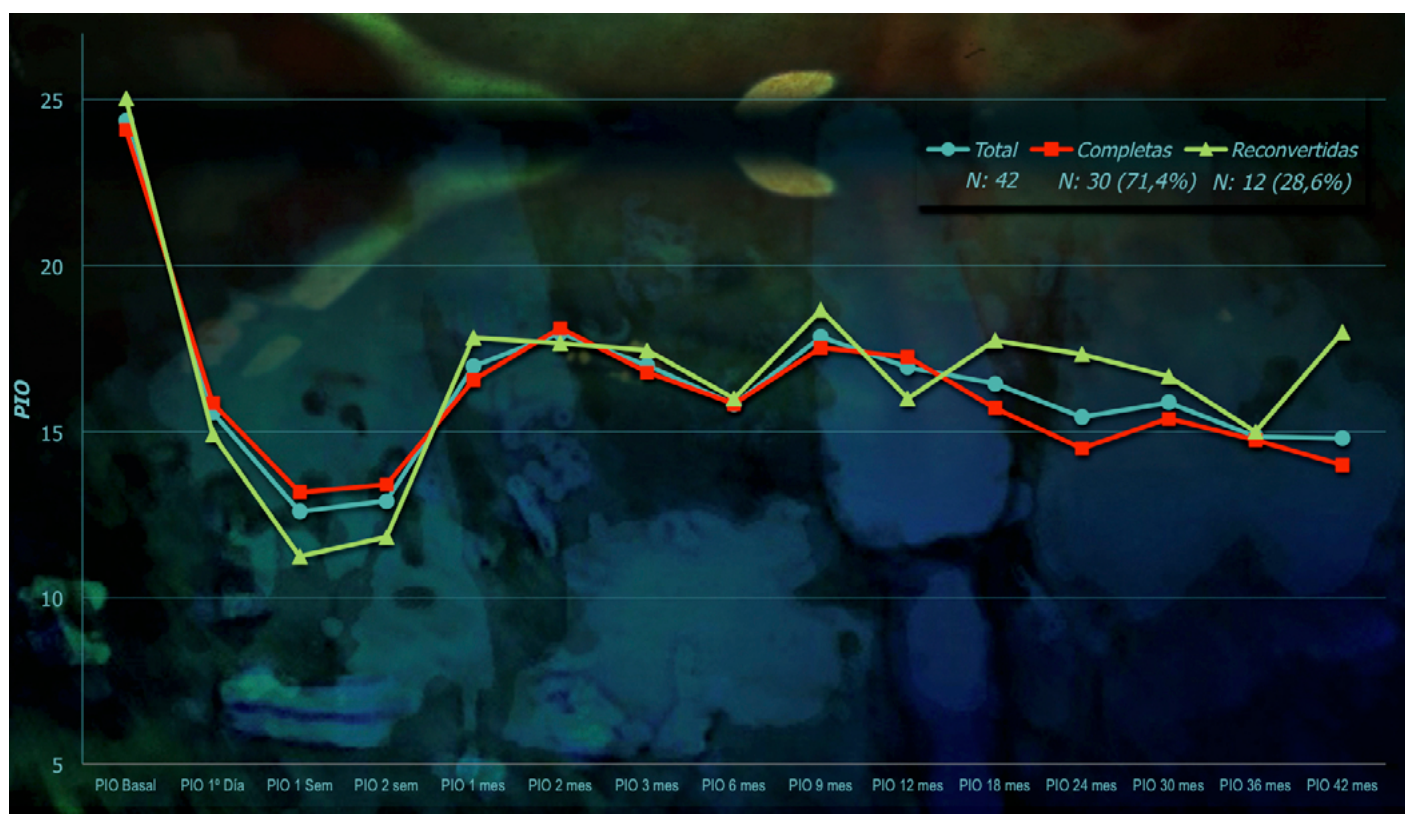 25
Total Completas Reconvertidas
N: 42 N: 30 (71,4%) N: 12 (28,6%)
20
PIO
15
10
5
PIO Basal PIO 1º Día PIO 1 Sem PIO 2 sem PIO 1 mes PIO 2 mes PIO 3 mes PIO 6 mes PIO 9 mes PIO 12 mes PIO 18 mes PIO 24 mes PIO 30 mes PIO 36 mes PIO 42 mes